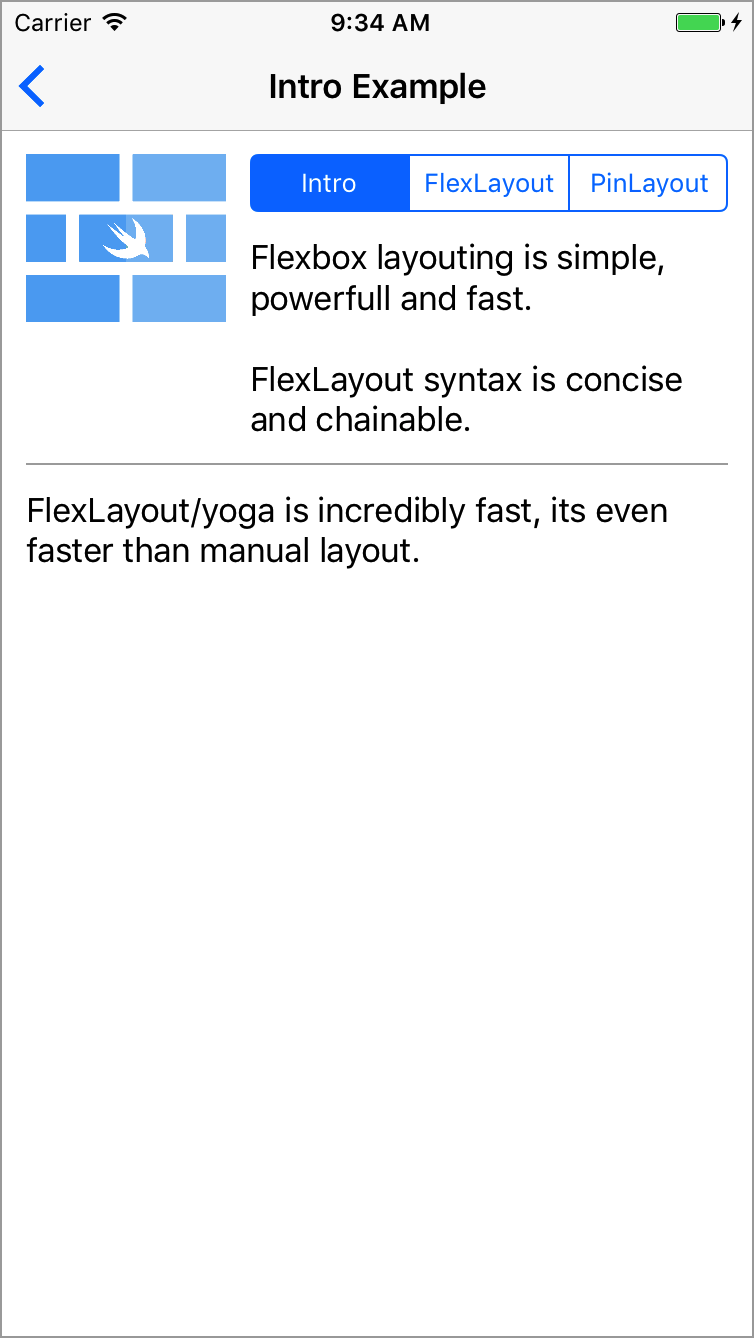 Carrier 9:34 AM
Intro Example
Intro FlexLayout PinLayout
Flexbox layouting is simple,
powerfull and fast.
FlexLayout syntax is concise
and chainable.
FlexLayout/yoga is incredibly fast, its even
faster than manual layout.